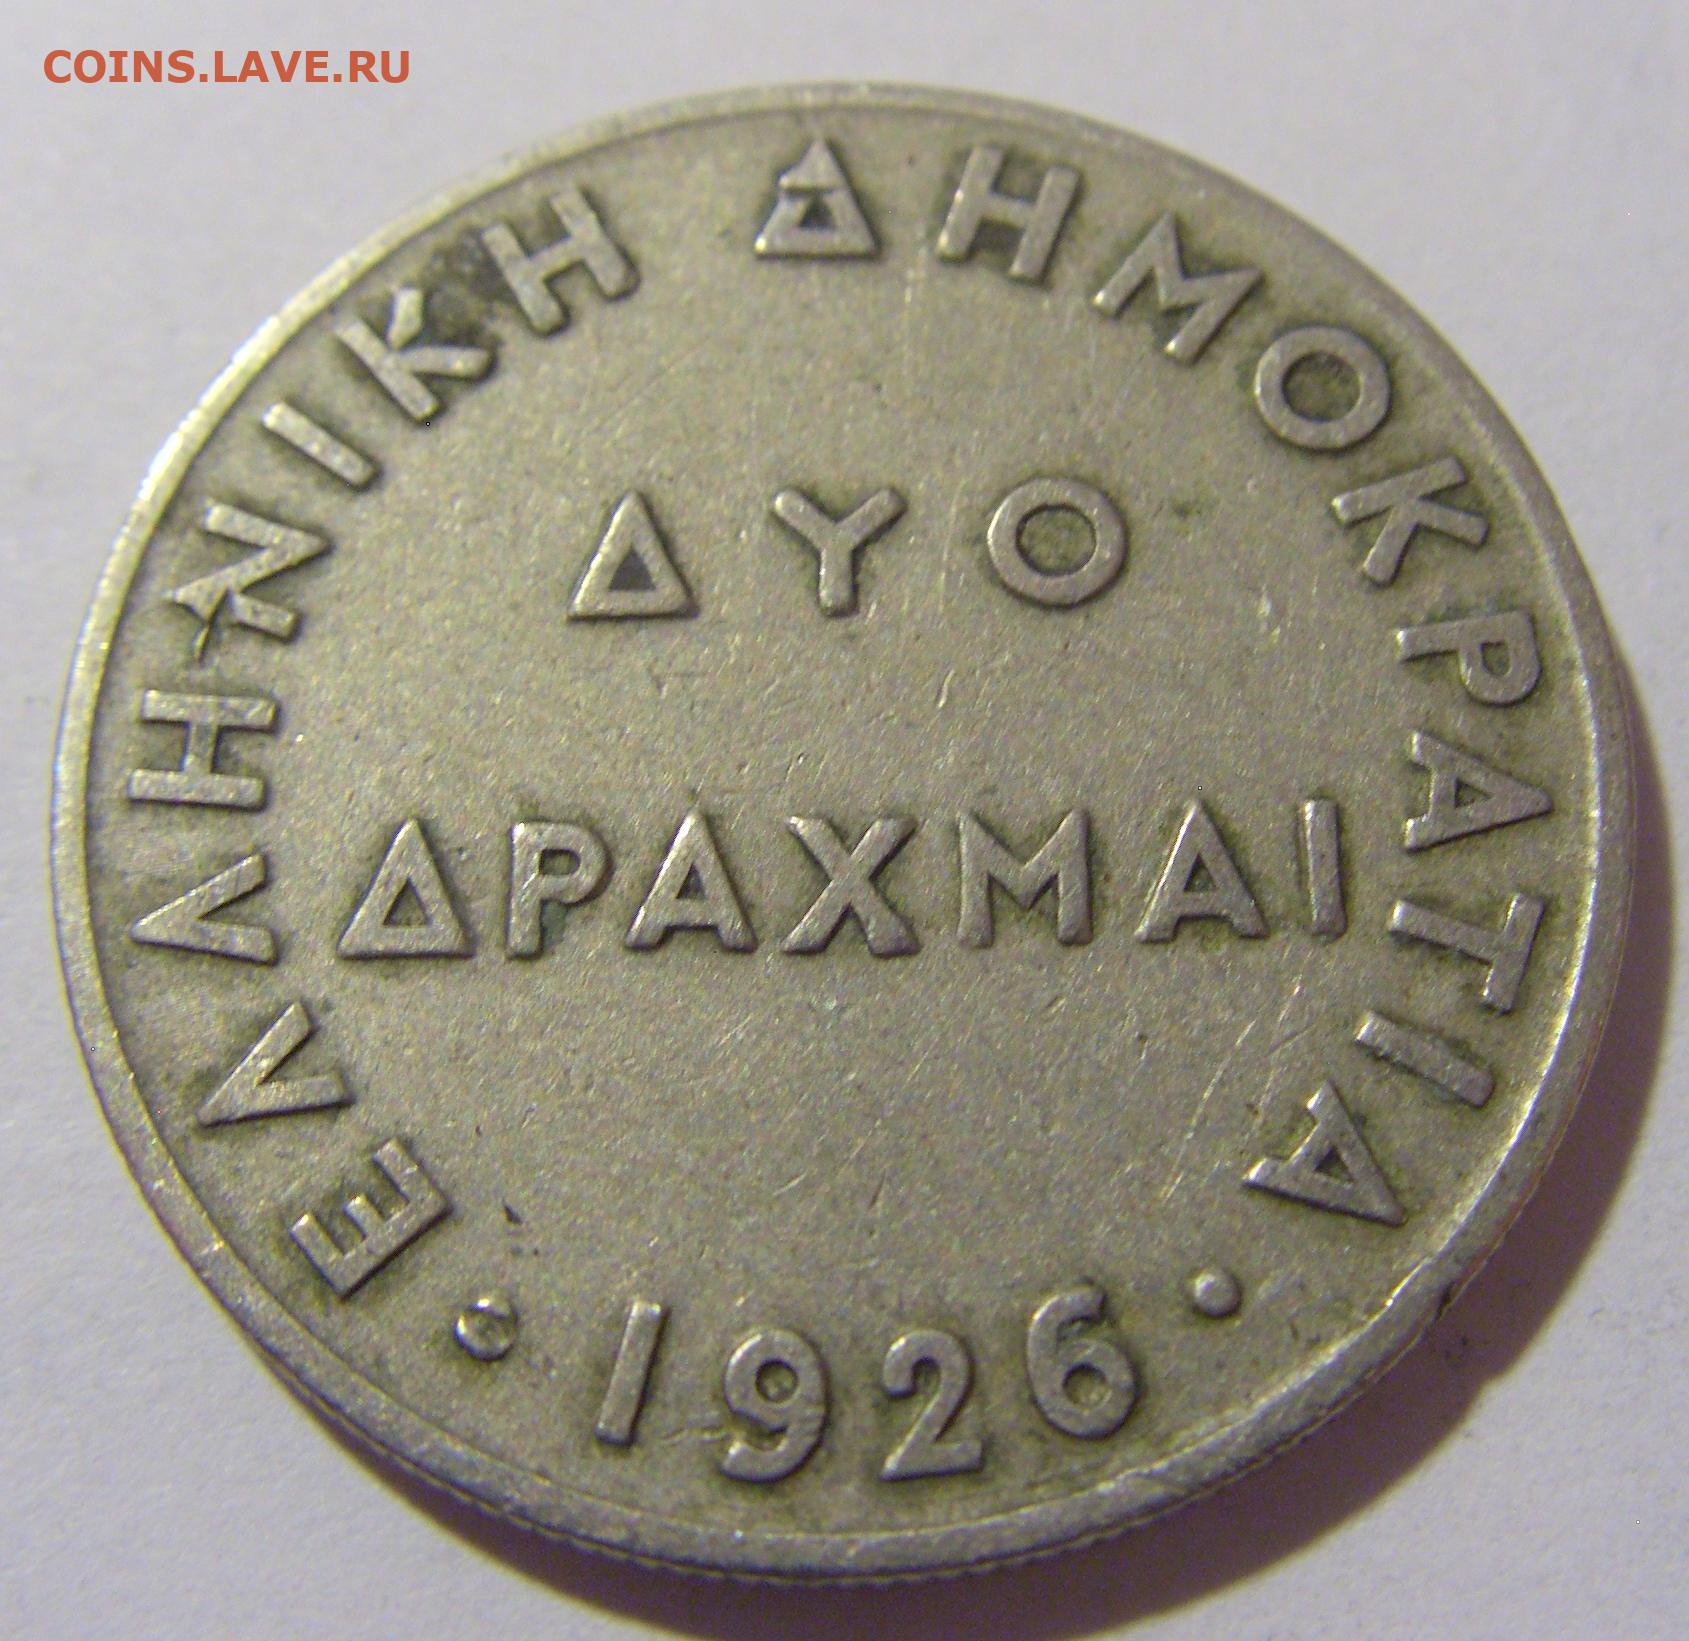 COINS.LAVE.RU
ΕΛΛΗΝΙΚΗ ΔΗΜΟΚΡΑΤΙΑ
ΔΥΟ
ΔΡΑΧΜΑΙ
• 1926 •